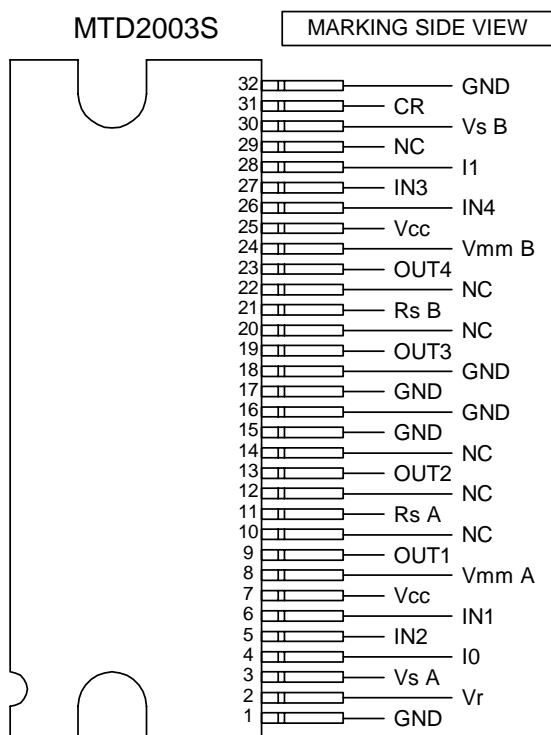 MTD2003S
MARKING SIDE VIEW
32 GND
31 CR
30 Vs B
29 NC
28 I1
27 IN3
26 IN4
25 Vcc
24 Vmm B
23 OUT4
22 NC
21 Rs B
20 NC
19 OUT3
18 GND
17 GND
16 GND
15 GND
14 NC
13 OUT2
12 NC
11 Rs A
10 NC
9 OUT1
8 Vmm A
7 Vcc
6 IN1
5 IN2
4 I0
3 Vs A
2 Vr
1 GND